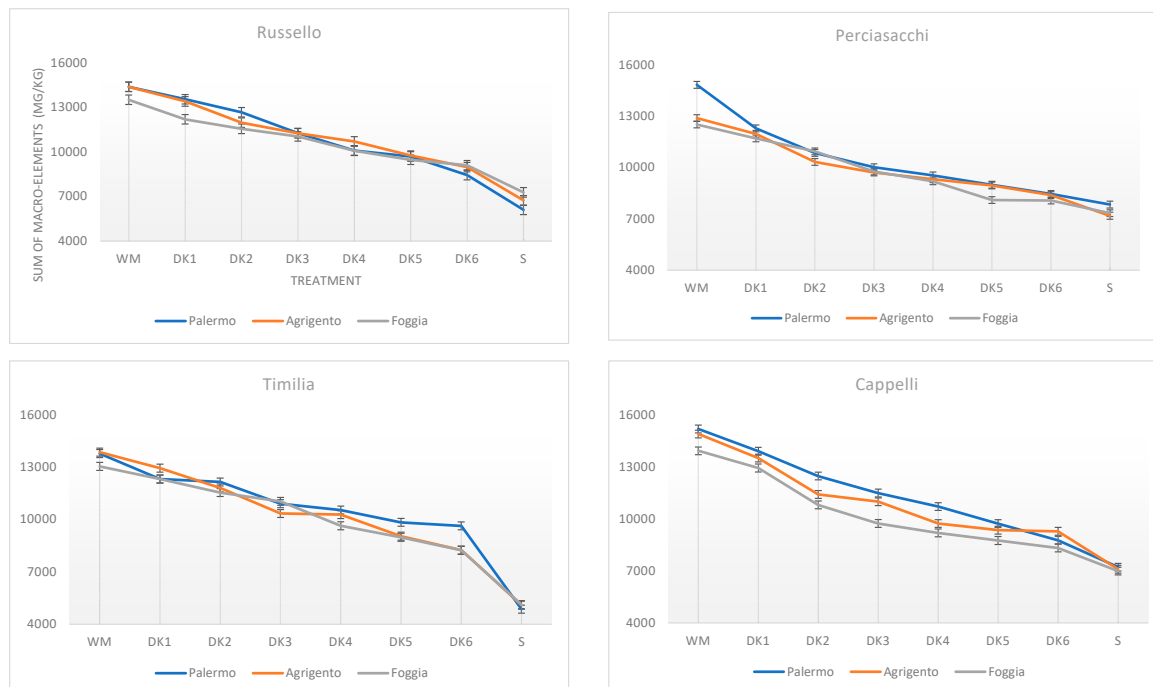 Russello
SUM OF MACRO-ELEMENTS (MG/KG)
16000
13000
10000
7000
4000
WM DK1 DK2 DK3 DK4 DK5 DK6 S
TREATMENT
Palermo Agrigento Foggia
Perciasacchi
16000
13000
10000
7000
4000
WM DK1 DK2 DK3 DK4 DK5 DK6 S
Palermo Agrigento Foggia
Timilia
16000
13000
10000
7000
4000
WM DK1 DK2 DK3 DK4 DK5 DK6 S
Palermo Agrigento Foggia
Cappelli
16000
13000
10000
7000
4000
WM DK1 DK2 DK3 DK4 DK5 DK6 S
Palermo Agrigento Foggia